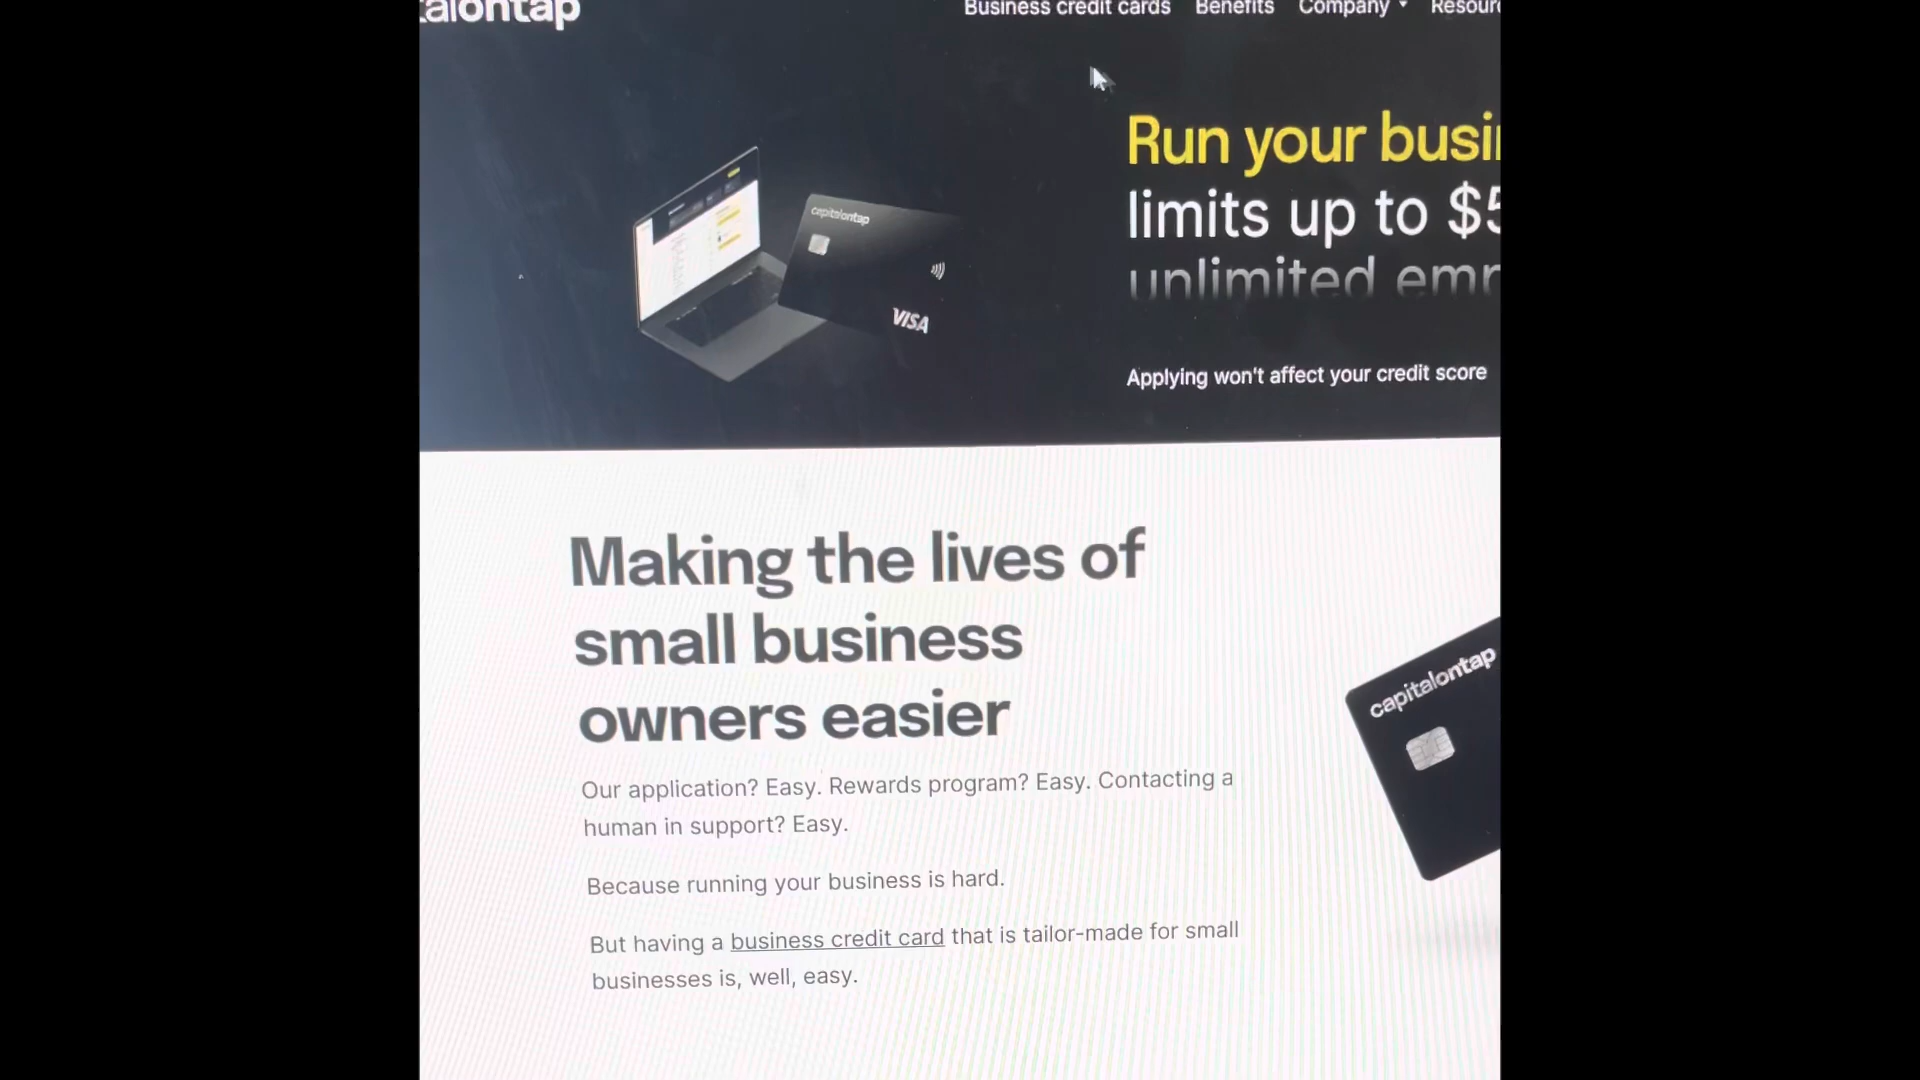 Business credit cards Benefits Company
capitalontap
VISA
Run your
limits up to
unlimited
Applying won't affect your credit score
Making the lives of
small business
owners easier
Our application? Easy. Rewards program? Easy. Contacting a
human in support? Easy.
Because running your business is hard.
But having a business credit card that is tailor-made for small
businesses is, well, easy.
capitalontap